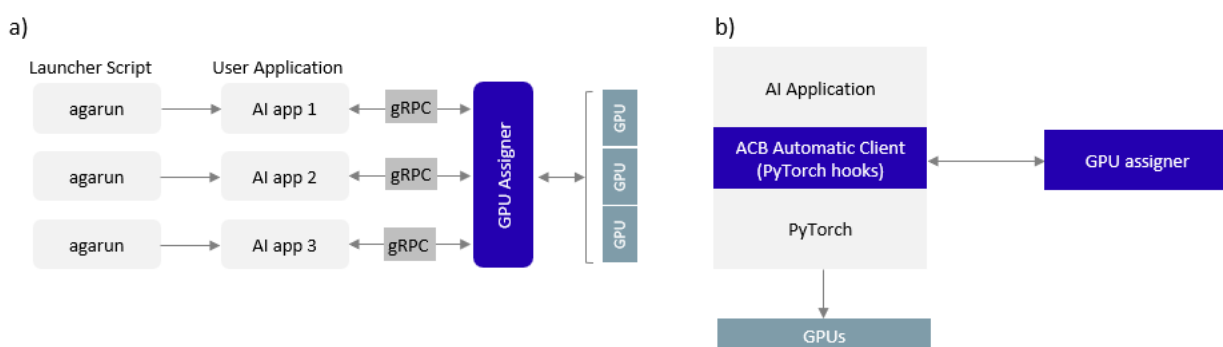 a)
Launcher Script
User Application
agarun
AI app 1
gRPC
agarun
AI app 2
gRPC
agarun
AI app 3
gRPC
GPU Assigner
GPU
GPU
GPU
b)
AI Application
ACB Automatic Client
(PyTorch hooks)
GPU assigner
PyTorch
GPUs